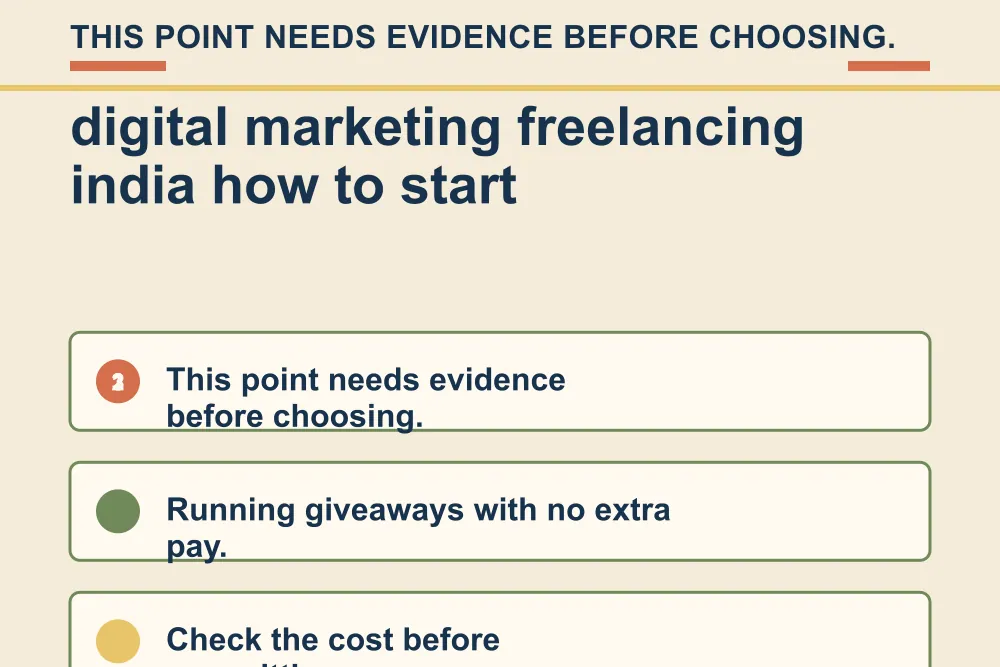 THIS POINT NEEDS EVIDENCE BEFORE CHOOSING.
digital marketing freelancing
india how to start
This point needs evidence
before choosing.
Running giveaways with no extra
pay.
Check the cost before